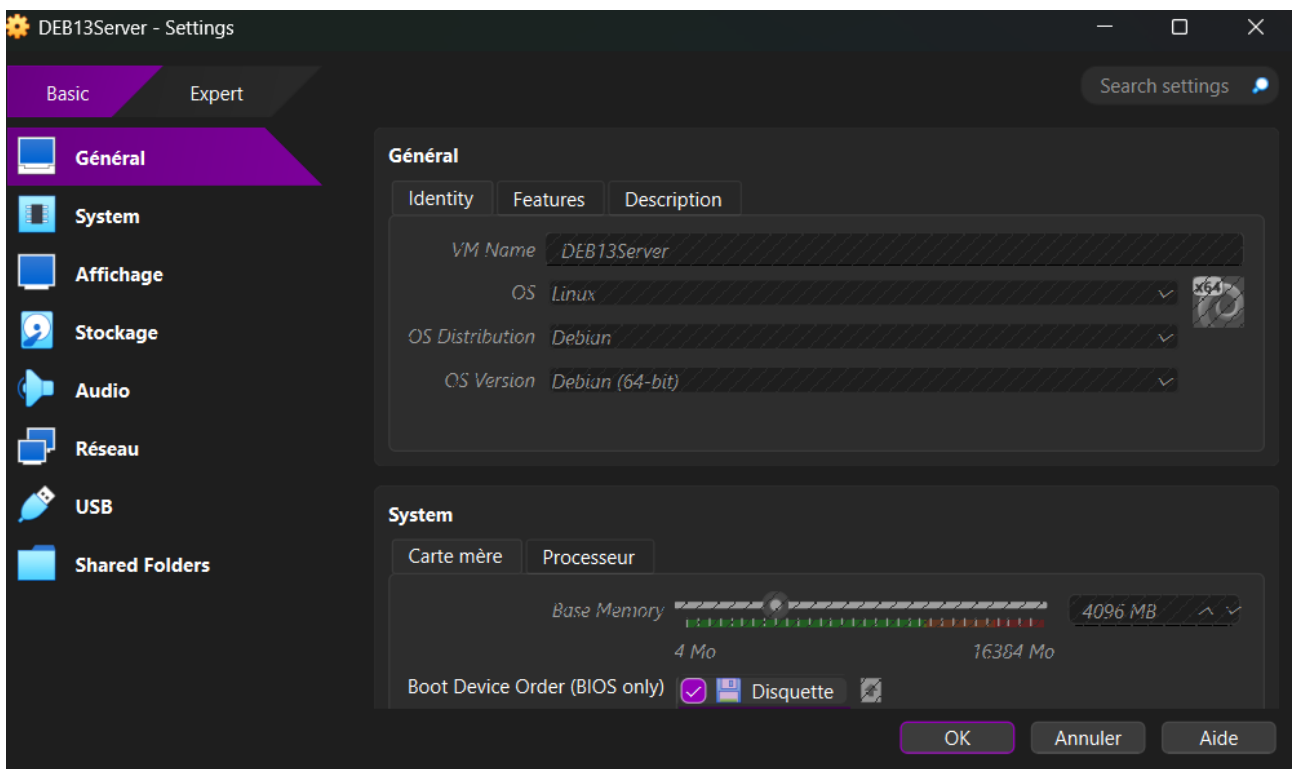 DEB13Server - Settings
Basic Expert Search settings
Général
System
Affichage
Stockage
Audio
Réseau
USB
Shared Folders
Général
Identity Features Description
VM Name DEB13Server
OS Linux x64
OS Distribution Debian
OS Version Debian (64-bit)
System
Carte mère Processeur
Base Memory 4096 MB
4 Mo 16384 Mo
Boot Device Order (BIOS only) Disquette
OK Annuler Aide